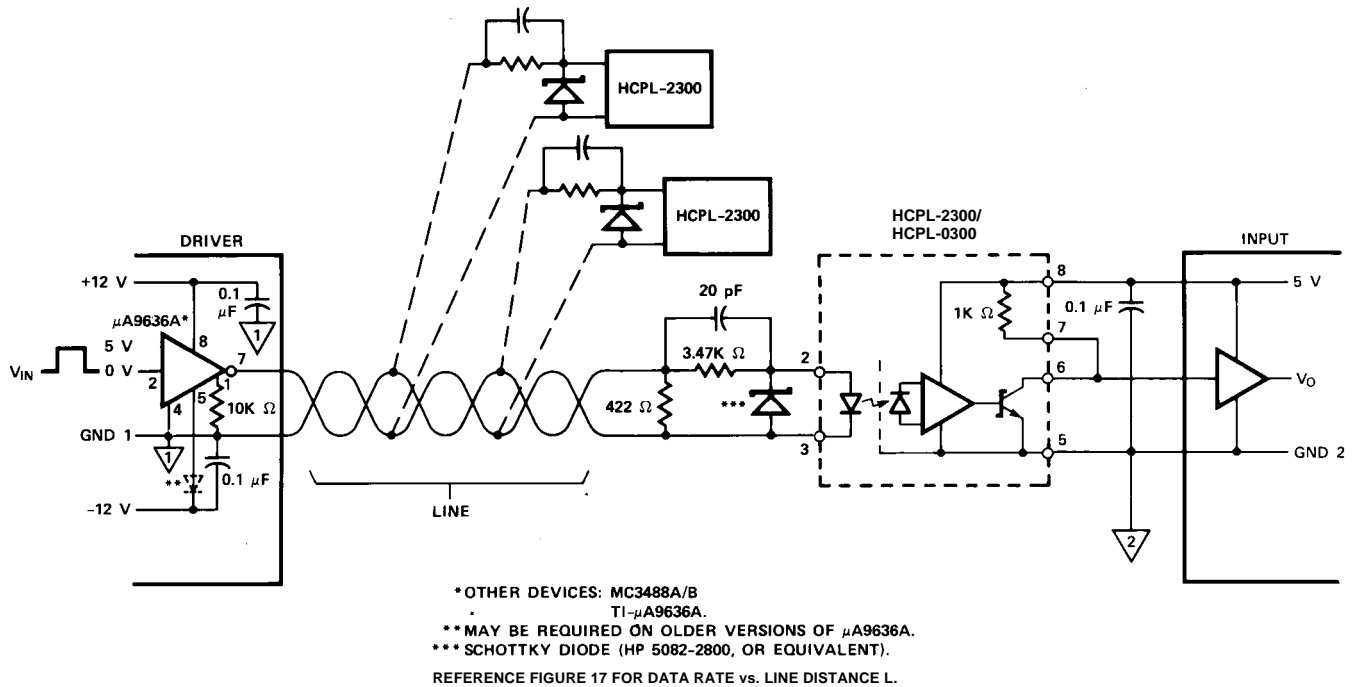 HCPL-2300
HCPL-2300
DRIVER
+12 V
0.1
µF
1
µA9636A*
8
5 V
VIN
0 V
2
7
1
4
5
10K Ω
GND 1
1
**
0.1 µF
-12 V
LINE
20 pF
3.47K Ω
422 Ω
***
2
3
HCPL-2300/
HCPL-0300
8
1K Ω
7
6
5
0.1 µF
2
INPUT
5 V
VO
GND 2
*OTHER DEVICES: MC3488A/B
TI-µA9636A.
**MAY BE REQUIRED ON OLDER VERSIONS OF µA9636A.
***SCHOTTKY DIODE (HP 5082-2800, OR EQUIVALENT).
REFERENCE FIGURE 17 FOR DATA RATE vs. LINE DISTANCE L.